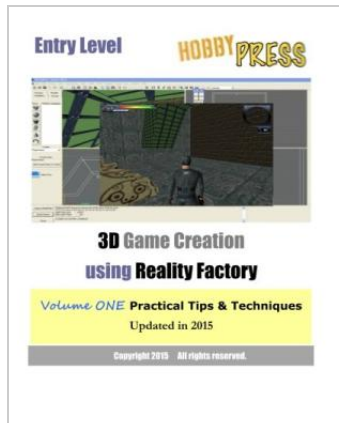 Entry Level
HOBBY PRESS
3D Game Creation
using Reality Factory
Volume ONE Practical Tips & Techniques
Updated in 2015
Copyright 2015 All rights reserved.